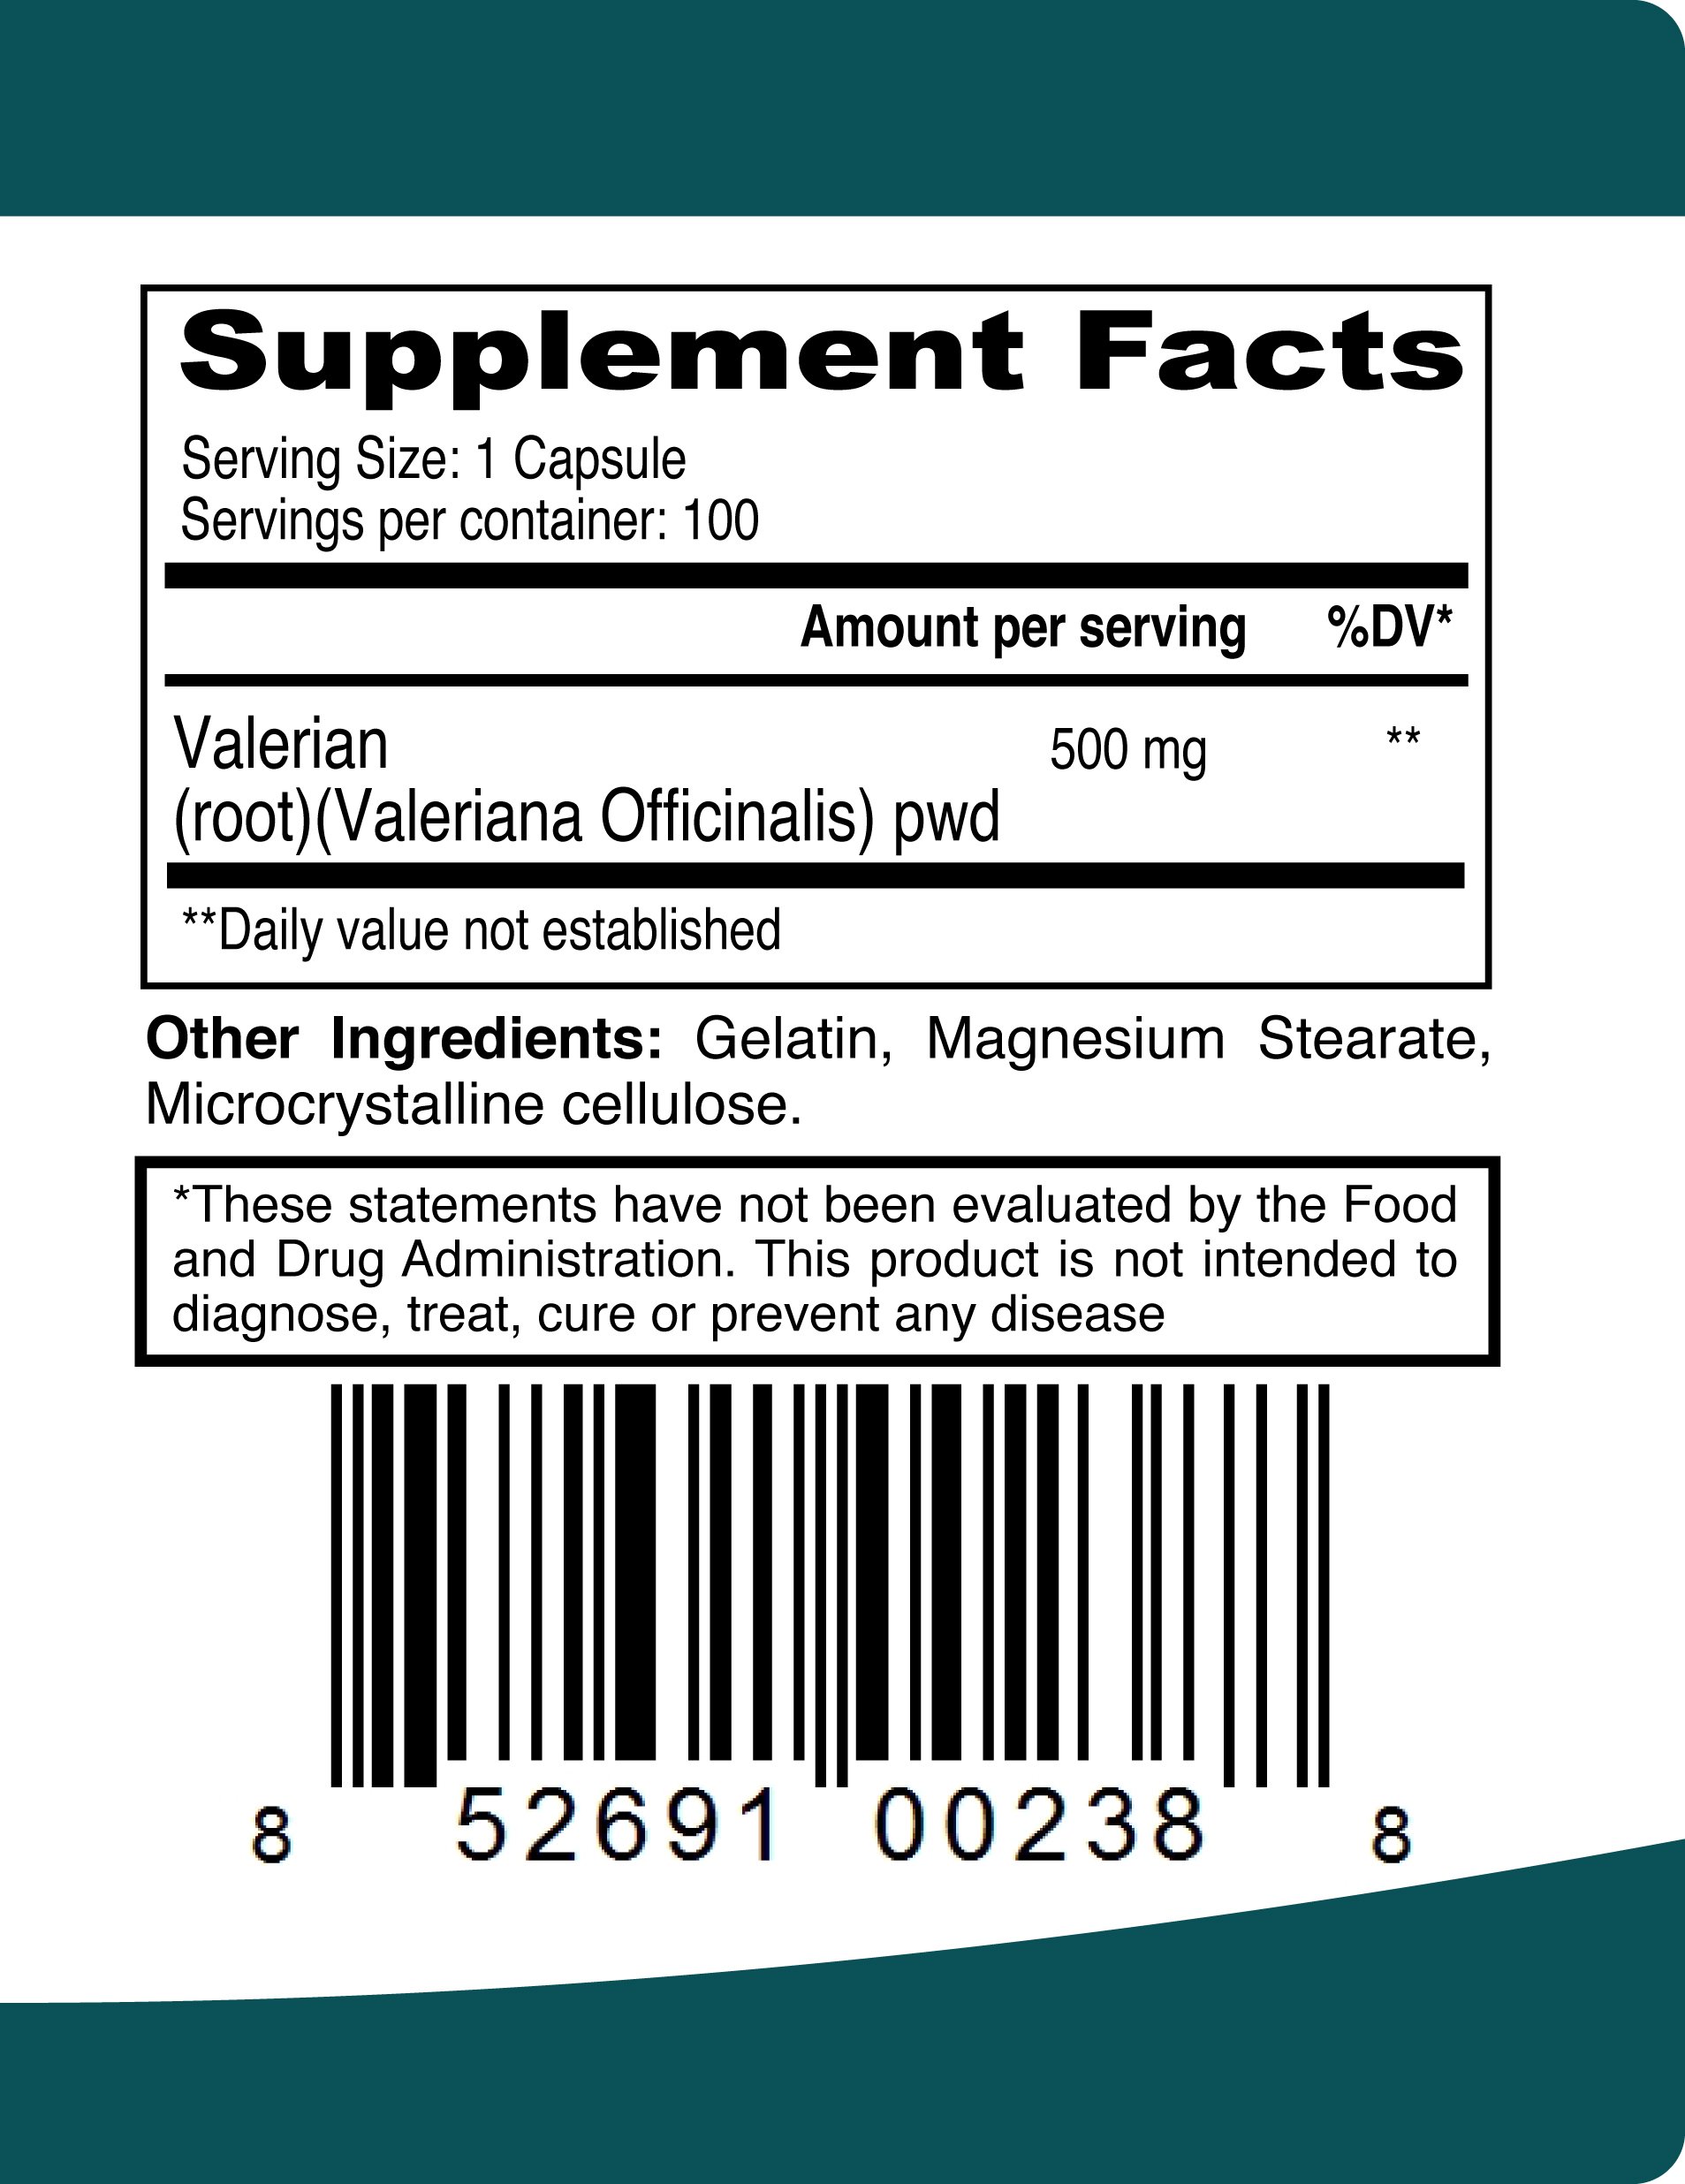 Supplement Facts
Serving Size: 1 Capsule
Servings per container: 100
Amount per serving %DV*
Valerian 500 mg **
(root)(Valeriana Officinalis) pwd
**Daily value not established
Other Ingredients: Gelatin, Magnesium Stearate,
Microcrystalline cellulose.
*These statements have not been evaluated by the Food
and Drug Administration. This product is not intended to
diagnose, treat, cure or prevent any disease
8 52691 00238 8